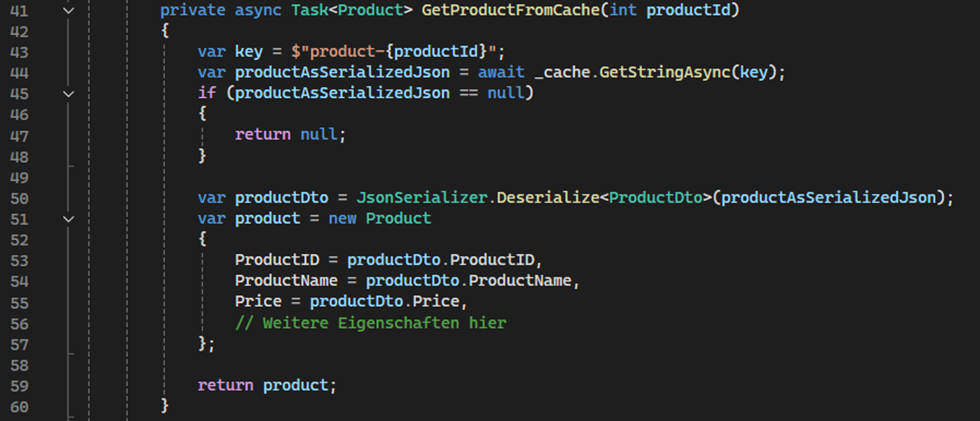 41 private async Task<Product> GetProductFromCache(int productId)
42 {
43 var key = $"product-{productId}";
44 var productAsSerializedJson = await _cache.GetStringAsync(key);
45 if (productAsSerializedJson == null)
46 {
47 return null;
48 }
49
50 var productDto = JsonSerializer.Deserialize<ProductDto>(productAsSerializedJson);
51 var product = new Product
52 {
53 ProductID = productDto.ProductID,
54 ProductName = productDto.ProductName,
55 Price = productDto.Price,
56 // Weitere Eigenschaften hier
57 };
58
59 return product;
60 }